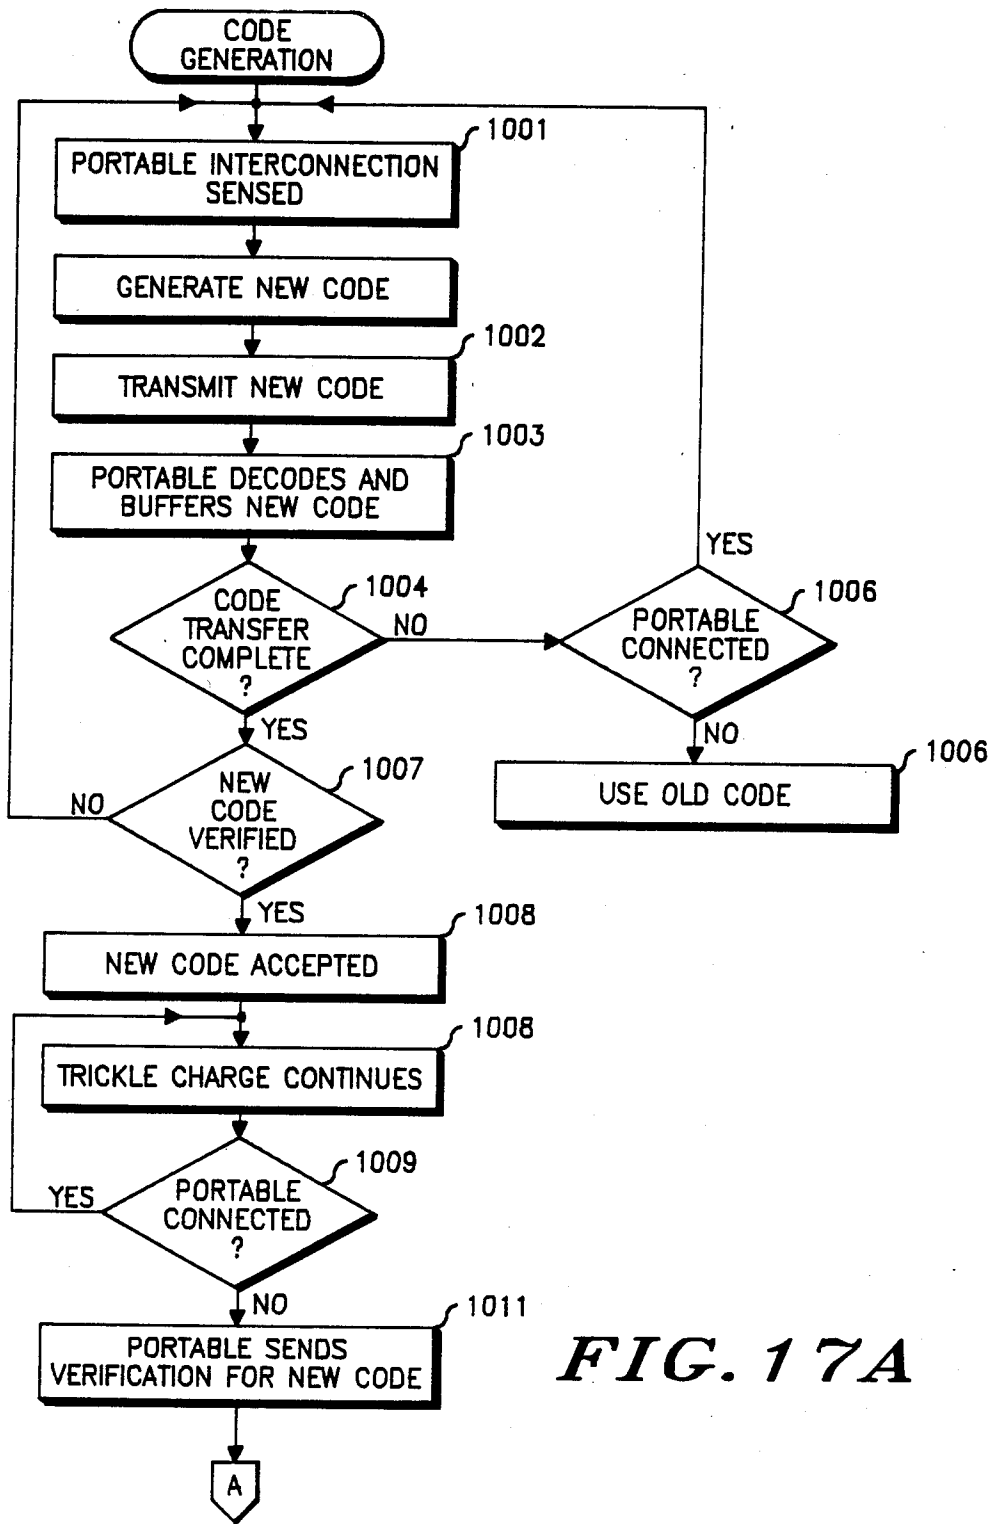 CODE
GENERATION
1001
PORTABLE INTERCONNECTION
SENSED
GENERATE NEW CODE
1002
TRANSMIT NEW CODE
1003
PORTABLE DECODES AND
BUFFERS NEW CODE
1004
CODE
TRANSFER
COMPLETE
?
NO
YES
1006
PORTABLE
CONNECTED
?
NO
1006
USE OLD CODE
YES
1007
NEW
CODE
VERIFIED
?
NO
YES
1008
NEW CODE ACCEPTED
1008
TRICKLE CHARGE CONTINUES
1009
PORTABLE
CONNECTED
?
YES
NO
1011
PORTABLE SENDS
VERIFICATION FOR NEW CODE
A
FIG. 17A